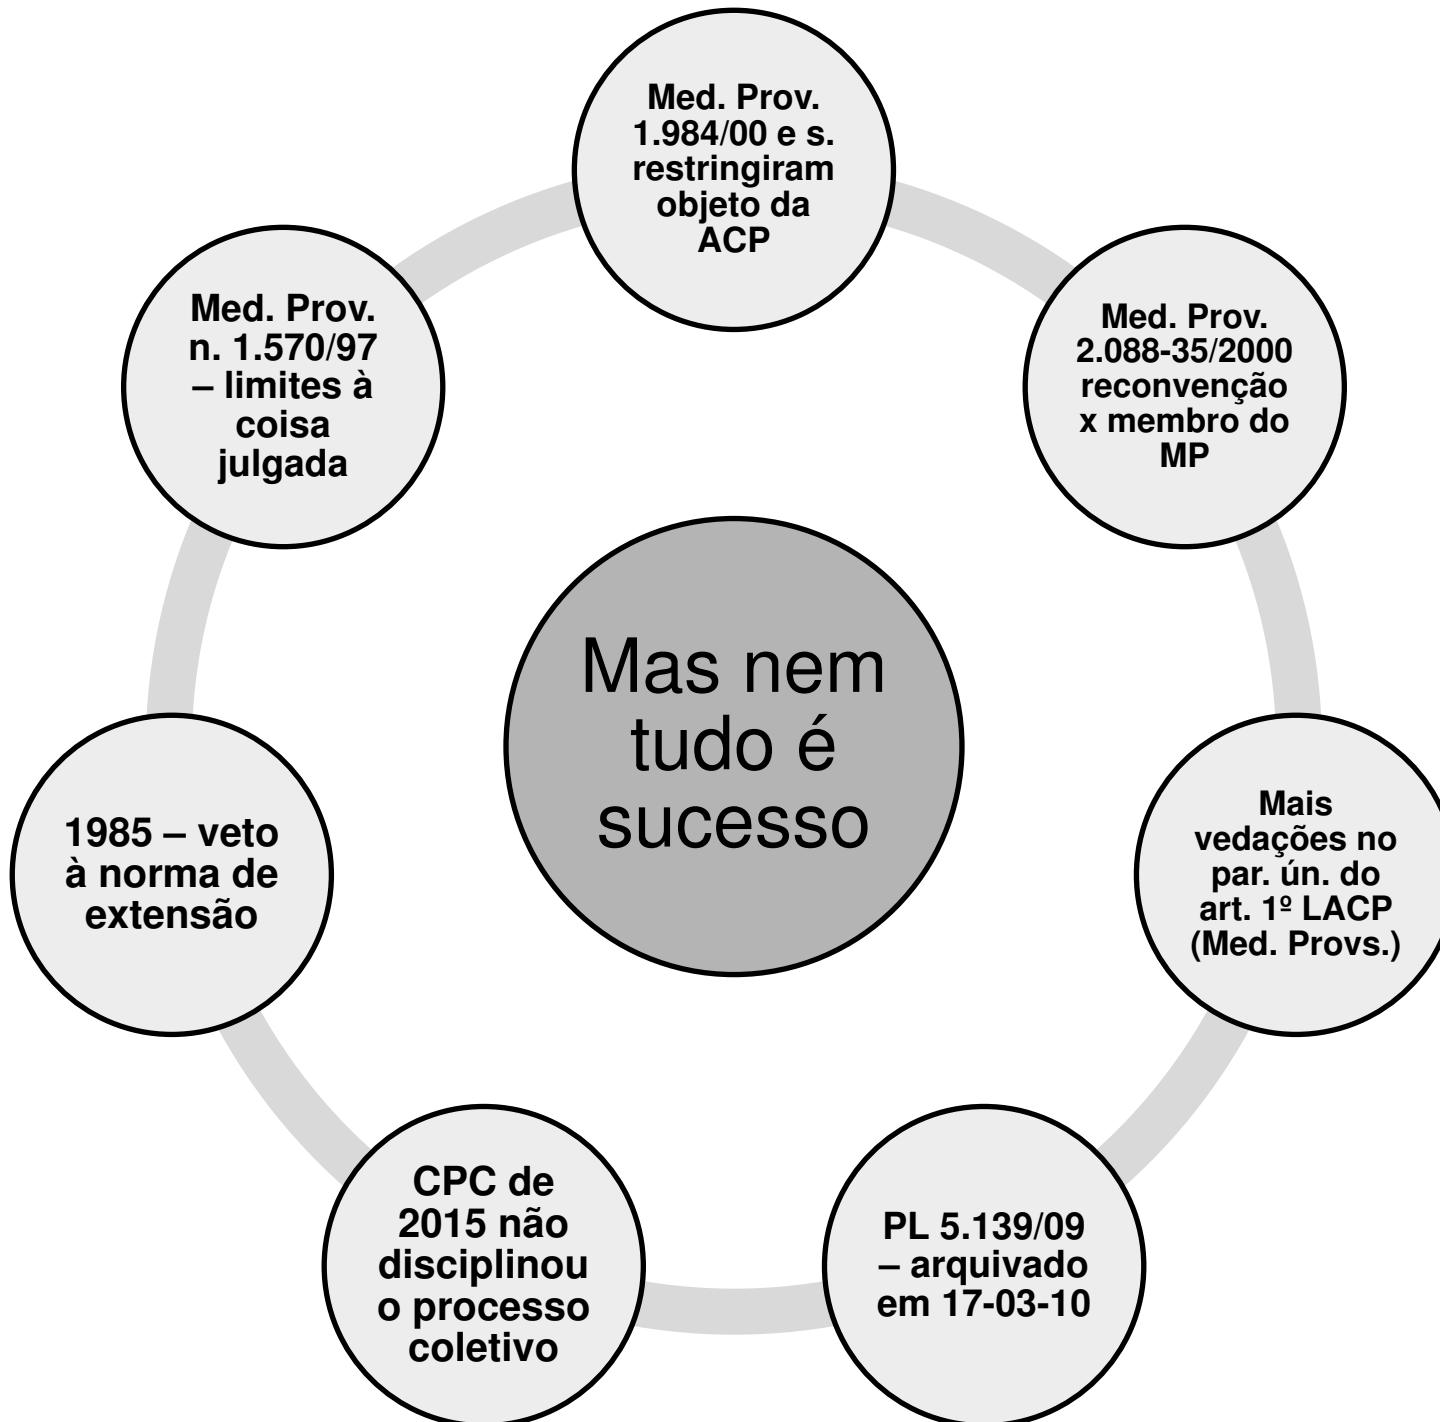 Med. Prov.
1.984/00 e s.
restringiram
objeto da
ACP
Med. Prov.
2.088-35/2000
reconvenção
x membro do
MP
Mais
vedações no
par. ún. do
art. 1º LACP
(Med. Provs.)
PL 5.139/09
– arquivado
em 17-03-10
CPC de
2015 não
disciplinou
o processo
coletivo
1985 – veto
à norma de
extensão
Med. Prov.
n. 1.570/97
– limites à
coisa
julgada
Mas nem
tudo é
sucesso